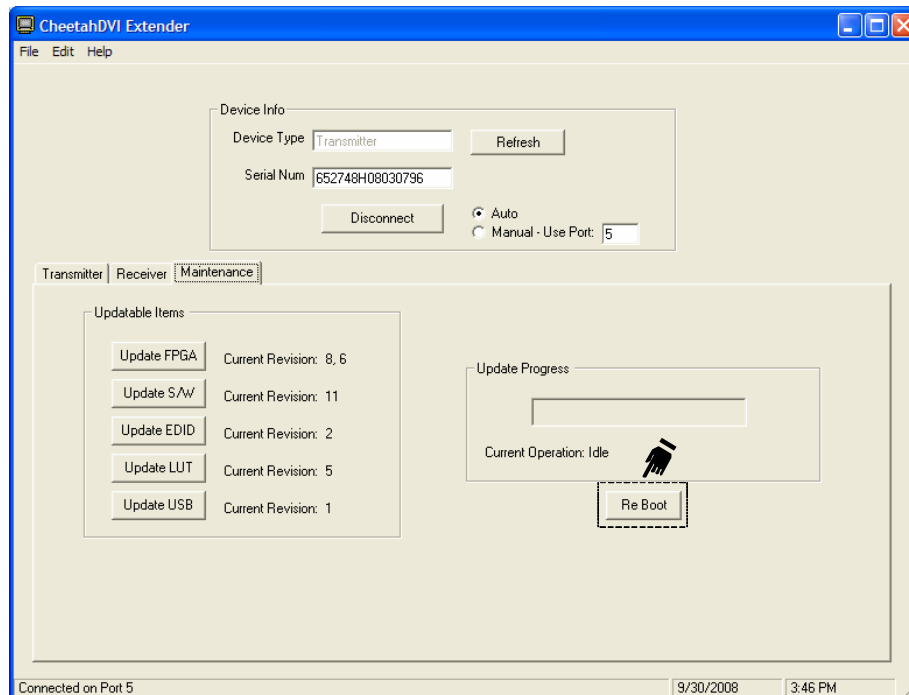 CheetahDVI Extender
File Edit Help
Device Info
Device Type Transmitter Refresh
Serial Num 652748H08030796
Disconnect
Auto
Manual - Use Port: 5
Transmitter Receiver Maintenance
Updatable Items
Update FPGA Current Revision: 8, 6
Update S/W Current Revision: 11
Update EDID Current Revision: 2
Update LUT Current Revision: 5
Update USB Current Revision: 1
Update Progress
Current Operation: Idle
Re Boot
Connected on Port 5 9/30/2008 3:46 PM